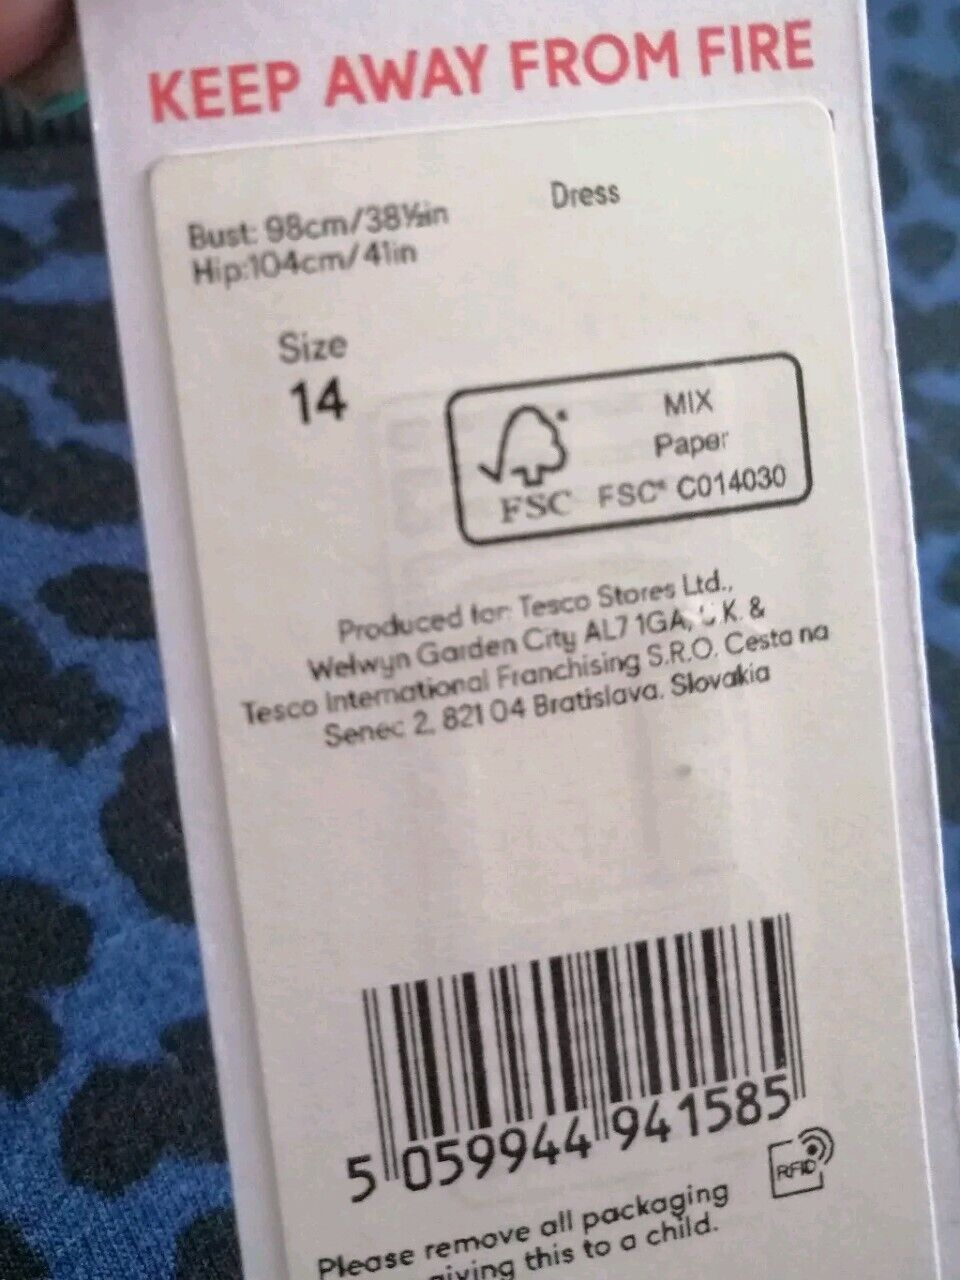 KEEP AWAY FROM FIRE
Bust: 98cm/38½in
Dress
Hip:104cm/41in
Size
14
MIX
Paper
FSC
FSC® C014030
Produced for: Tesco Stores Ltd.,
Welwyn Garden City AL7 1GA, U.K. &
Tesco International Franchising S.R.O. Cesta na
Senec 2, 821 04 Bratislava. Slovakia
5 059944 941585
RFID
Please remove all packaging
giving this to a child.